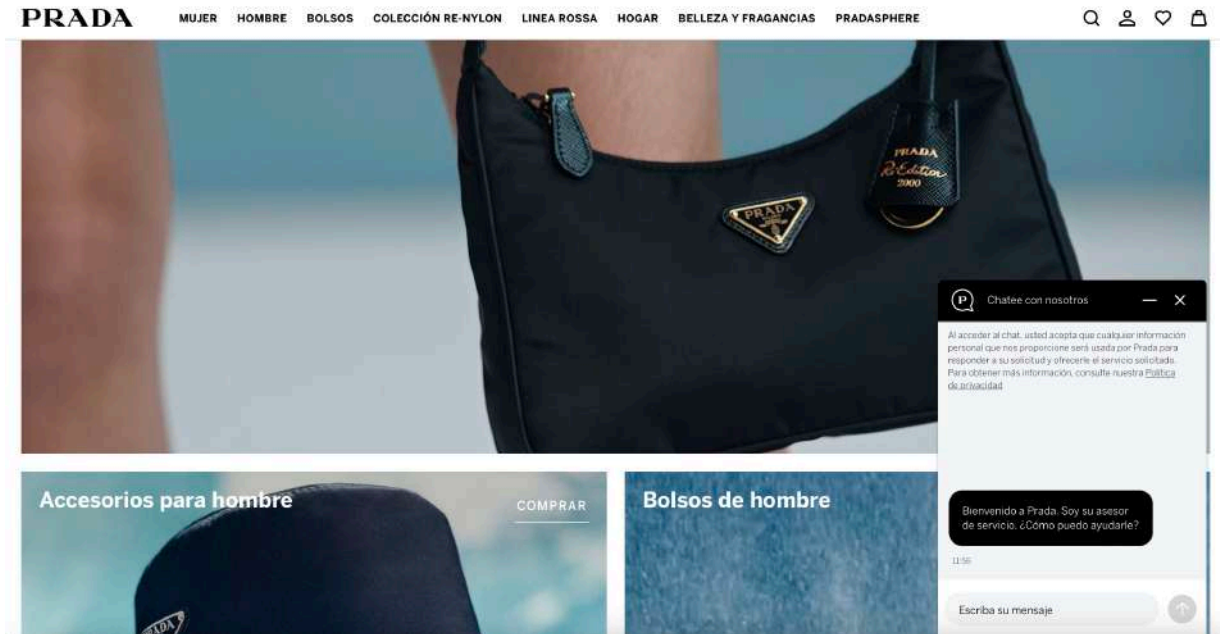 PRADA
MUJER HOMBRE BOLSOS COLECCIÓN RE-NYLON LINEA ROSSA HOGAR BELLEZA Y FRAGANCIAS PRADASPHERE
PRADA
Re-Edition
2000
PRADA
Chatee con nosotros
Al acceder al chat, usted acepta que cualquier información
personal que nos proporcione será usada por Prada para
responder a su solicitud y ofrecerle el servicio solicitado.
Para obtener más información, consulte nuestra Política
de privacidad
Bienvenido a Prada. Soy su asesor
de servicio. ¿Cómo puedo ayudarle?
11:56
Escriba su mensaje
Accesorios para hombre
COMPRAR
PRADA
Bolsos de hombre